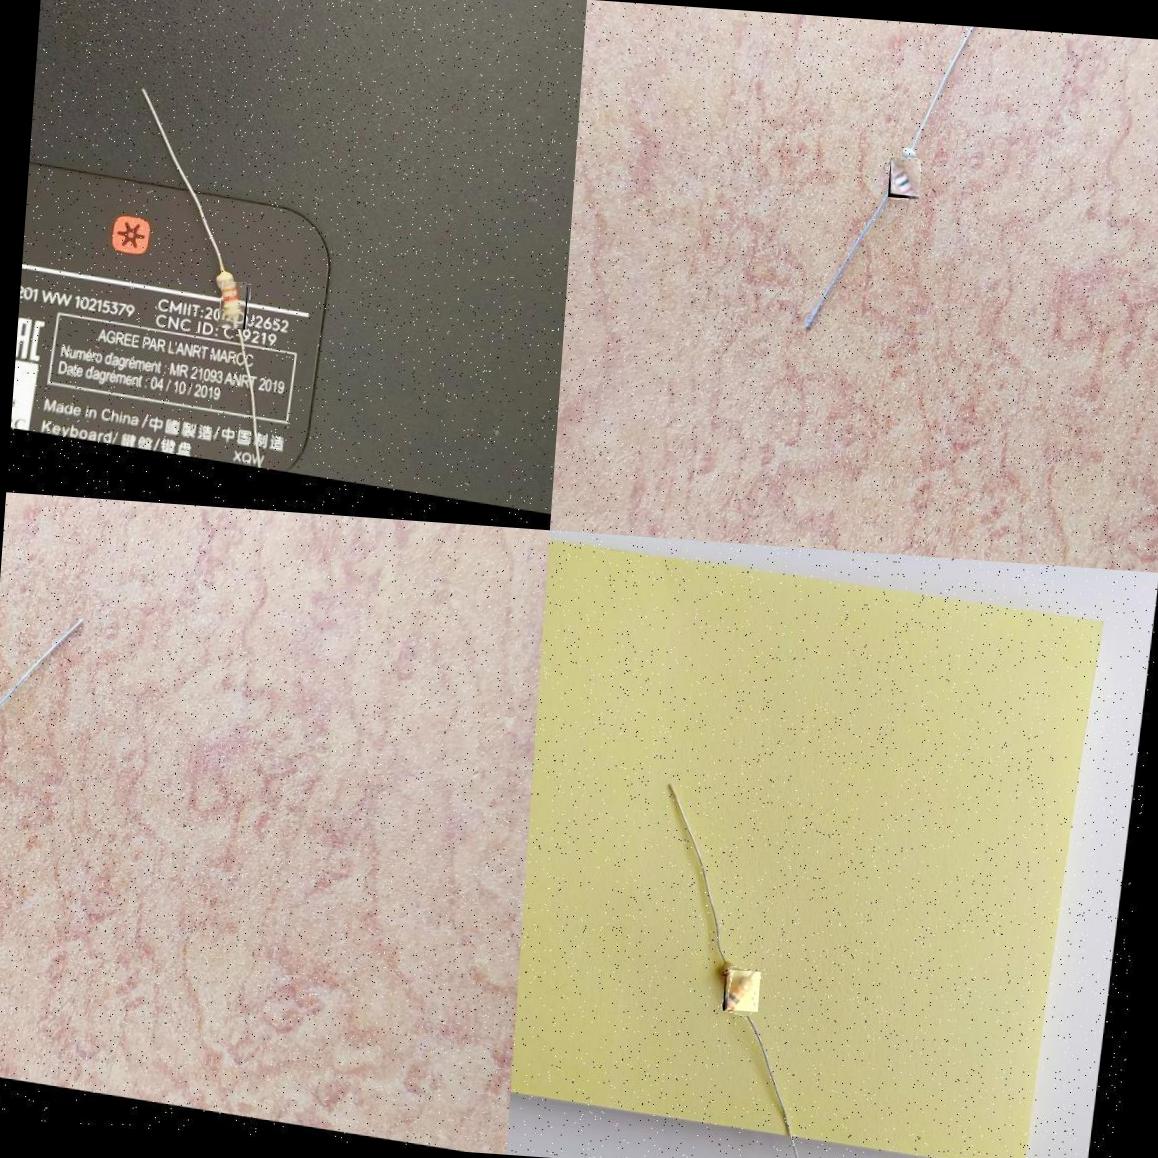 201 WW 10215379
CMIIT:20 J2652
CNC ID: C 9219
AGREE PAR L'ANRT MAROC
Numéro dagrément : MR 21093 ANRT 2019
Date dagrément : 04 / 10 / 2019
Made in China /中國製造/中国制造
Keyboard/ 鍵盤/键盘
XQW